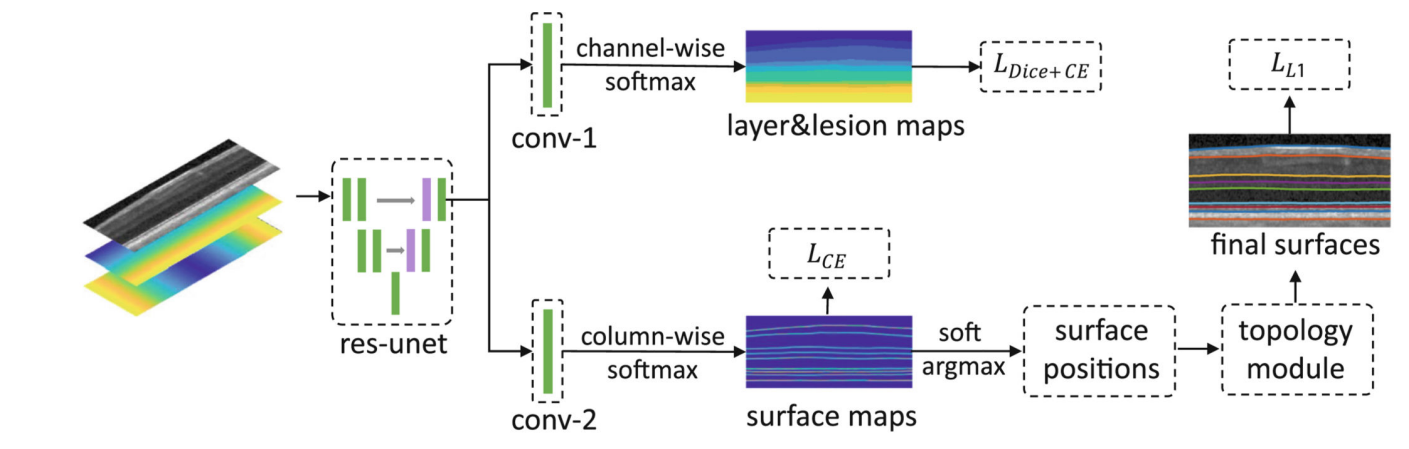 channel-wise
softmax
conv-1
layer&lesion maps
L_{Dice+CE}
L_{L1}
final surfaces
res-unet
L_{CE}
column-wise
softmax
conv-2
surface maps
soft
argmax
surface
positions
topology
module